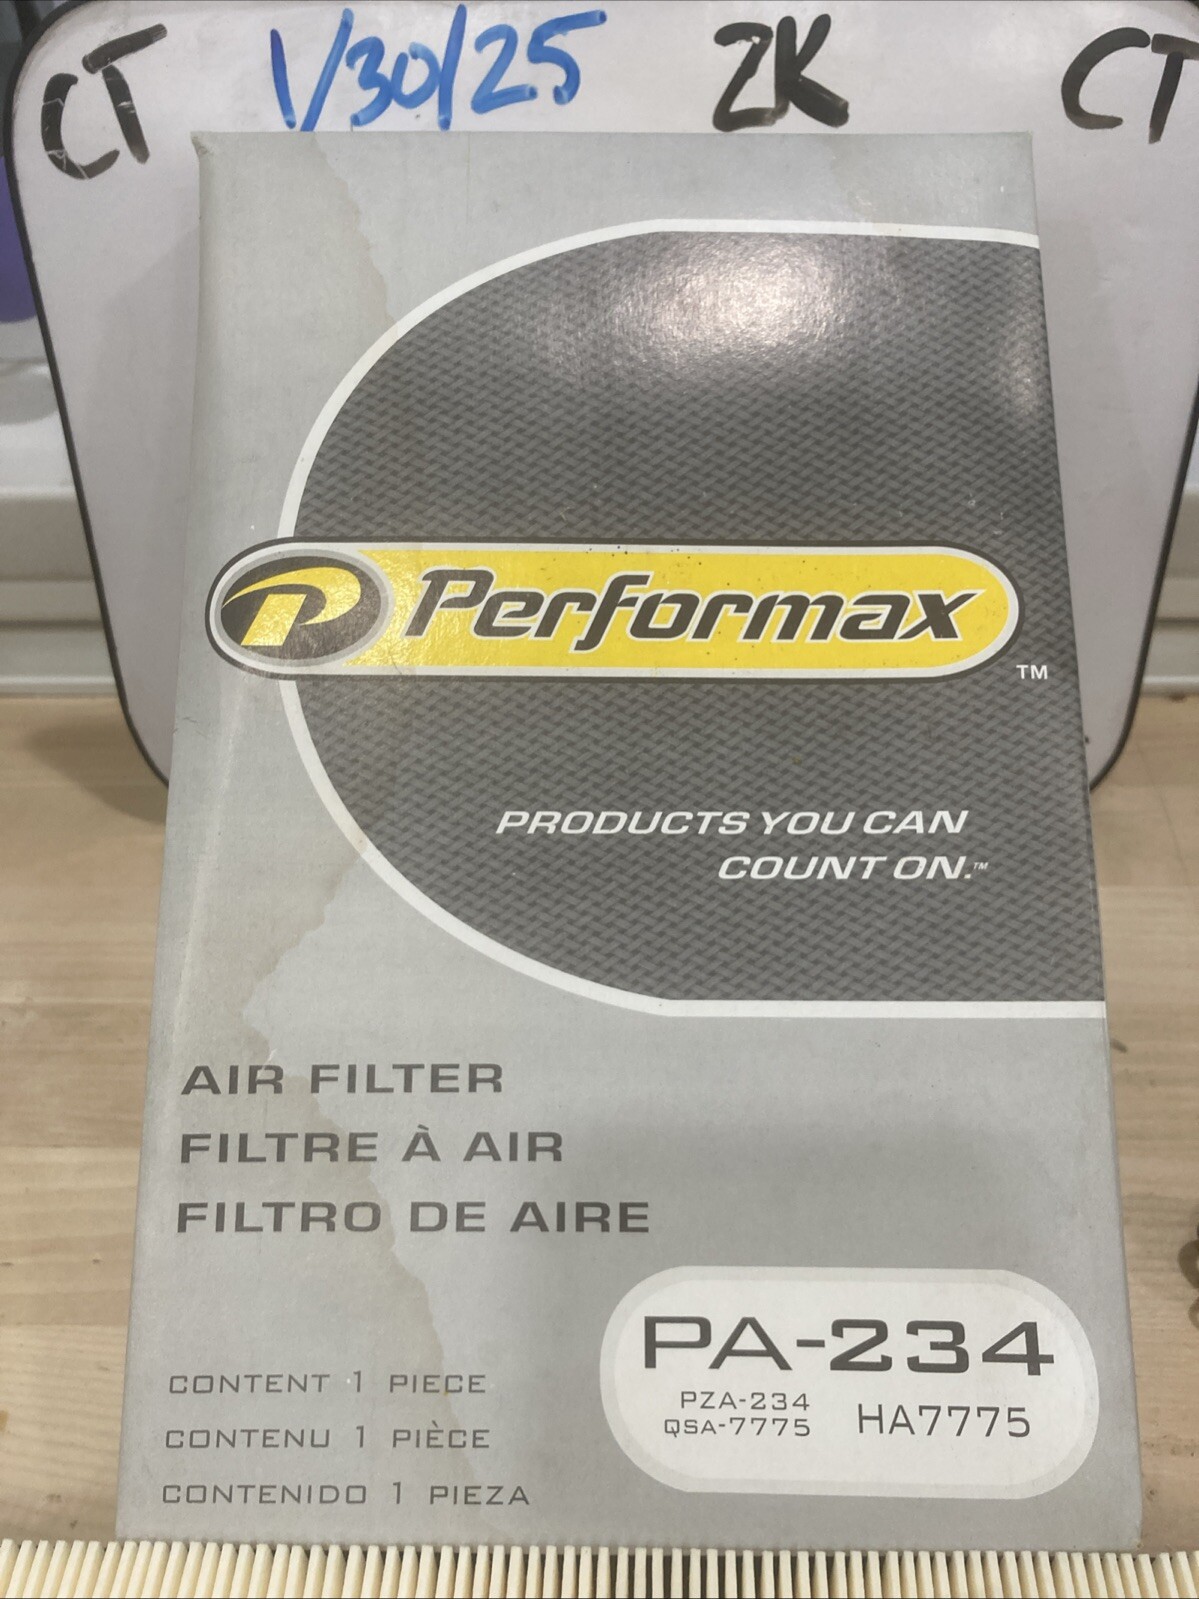 CT 1/30/25 ZK CT
P Performax TM
PRODUCTS YOU CAN
COUNT ON.™
AIR FILTER
FILTRE À AIR
FILTRO DE AIRE
CONTENT 1 PIECE
CONTENU 1 PIÈCE
CONTENIDO 1 PIEZA
PA-234
PZA-234
QSA-7775 HA7775